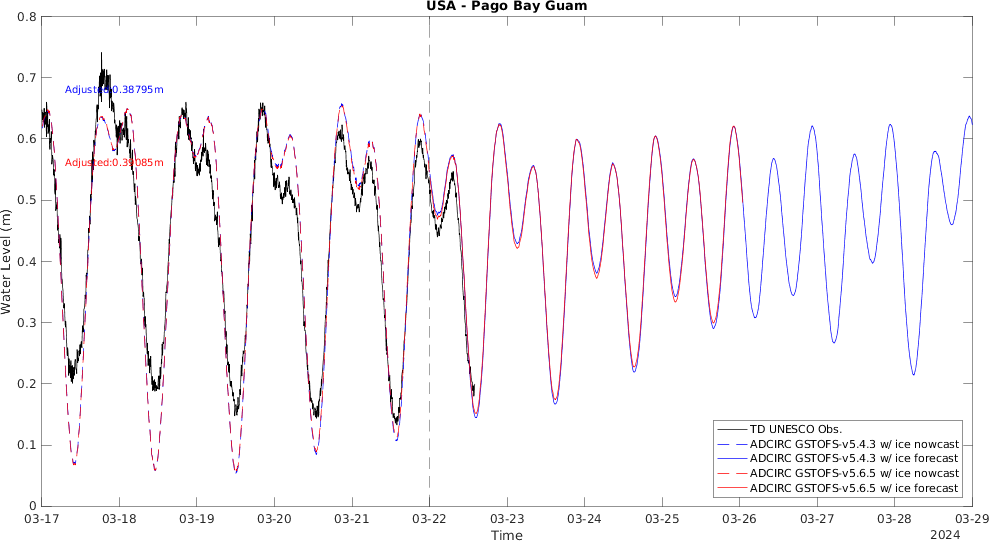 USA - Pago Bay Guam
0.8
0.7
0.6
0.5
0.4
0.3
0.2
0.1
0
Water Level (m)
Adjusted:0.38795m
Adjusted:0.39085m
TD UNESCO Obs.
ADCIRC GSTOFS-v5.4.3 w/ ice nowcast
ADCIRC GSTOFS-v5.4.3 w/ ice forecast
ADCIRC GSTOFS-v5.6.5 w/ ice nowcast
ADCIRC GSTOFS-v5.6.5 w/ ice forecast
03-17 03-18 03-19 03-20 03-21 03-22 03-23 03-24 03-25 03-26 03-27 03-28 03-29
Time
2024